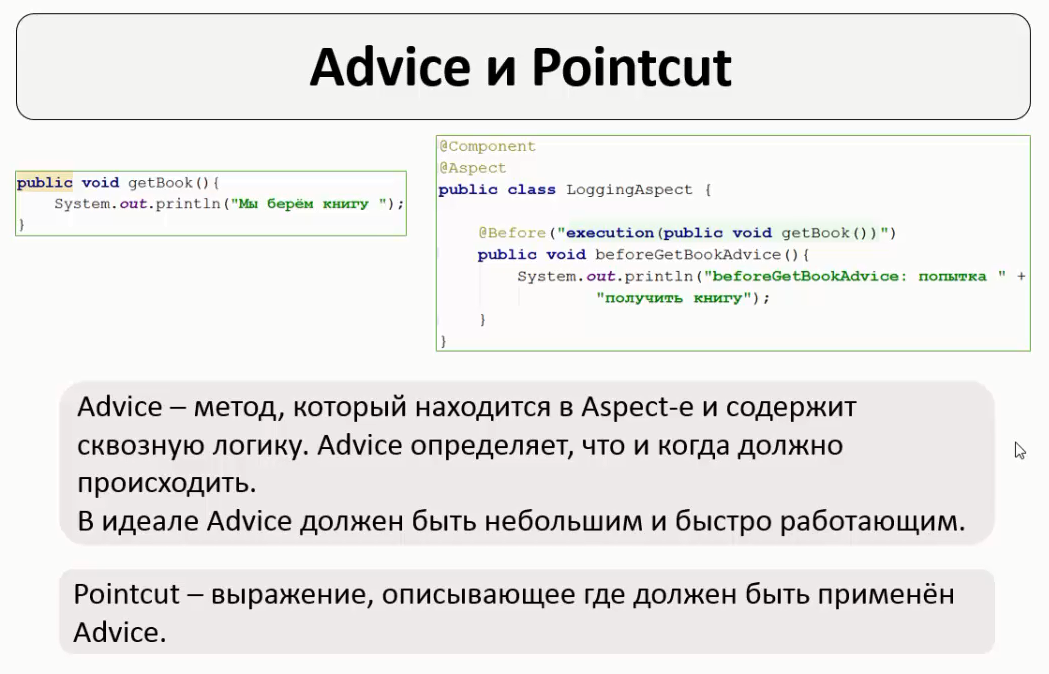 Advice и Pointcut
public void getBook(){
System.out.println("Мы берём книгу ");
}
@Component
@Aspect
public class LoggingAspect {
@Before("execution(public void getBook())")
public void beforeGetBookAdvice(){
System.out.println("beforeGetBookAdvice: попытка " +
"получить книгу");
}
}
Advice – метод, который находится в Aspect-е и содержит
сквозную логику. Advice определяет, что и когда должно
происходить.
В идеале Advice должен быть небольшим и быстро работающим.
Pointcut – выражение, описывающее где должен быть применён
Advice.